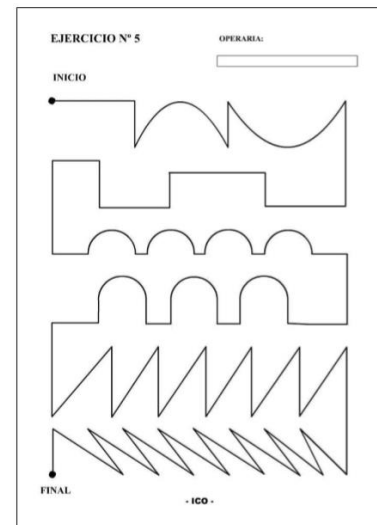 EJERCICIO Nº 5
OPERARIA:
INICIO
FINAL
- ICO -